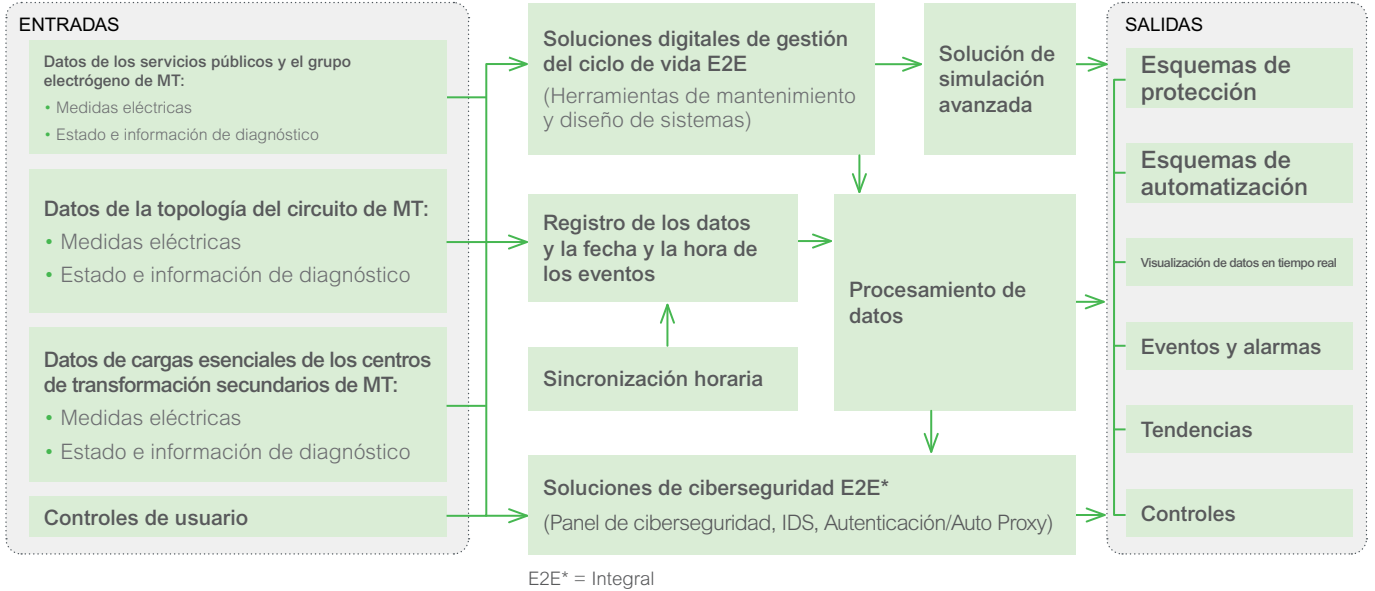 ENTRADAS
Datos de los servicios públicos y el grupo
electrógeno de MT:
• Medidas eléctricas
• Estado e información de diagnóstico
Datos de la topología del circuito de MT:
• Medidas eléctricas
• Estado e información de diagnóstico
Datos de cargas esenciales de los centros
de transformación secundarios de MT:
• Medidas eléctricas
• Estado e información de diagnóstico
Controles de usuario
Soluciones digitales de gestión
del ciclo de vida E2E
(Herramientas de mantenimiento
y diseño de sistemas)
Solución de
simulación
avanzada
Registro de los datos
y la fecha y la hora de
los eventos
Sincronización horaria
Procesamiento de
datos
Soluciones de ciberseguridad E2E*
(Panel de ciberseguridad, IDS, Autenticación/Auto Proxy)
E2E* = Integral
SALIDAS
Esquemas de
protección
Esquemas de
automatización
Visualización de datos en tiempo real
Eventos y alarmas
Tendencias
Controles